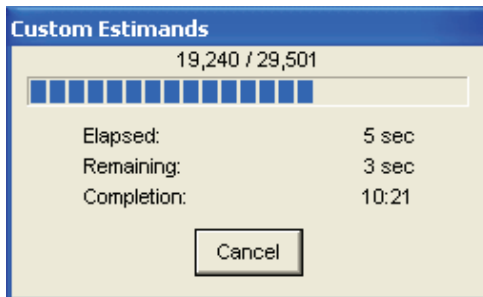 Custom Estimands
19,240 / 29,501
Elapsed: 5 sec
Remaining: 3 sec
Completion: 10:21
Cancel